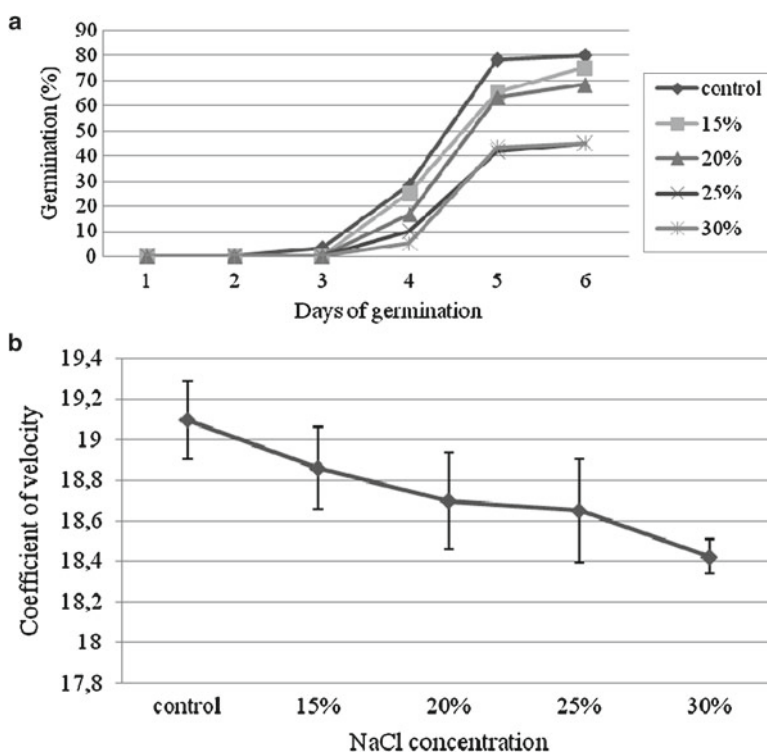 a
90
80
70
60
50
40
30
20
10
0
Germination (%)
1 2 3 4 5 6
Days of germination
control
15%
20%
25%
30%
b
19,4
19,2
19
18,8
18,6
18,4
18,2
18
17,8
Coefficient of velocity
control 15% 20% 25% 30%
NaCl concentration